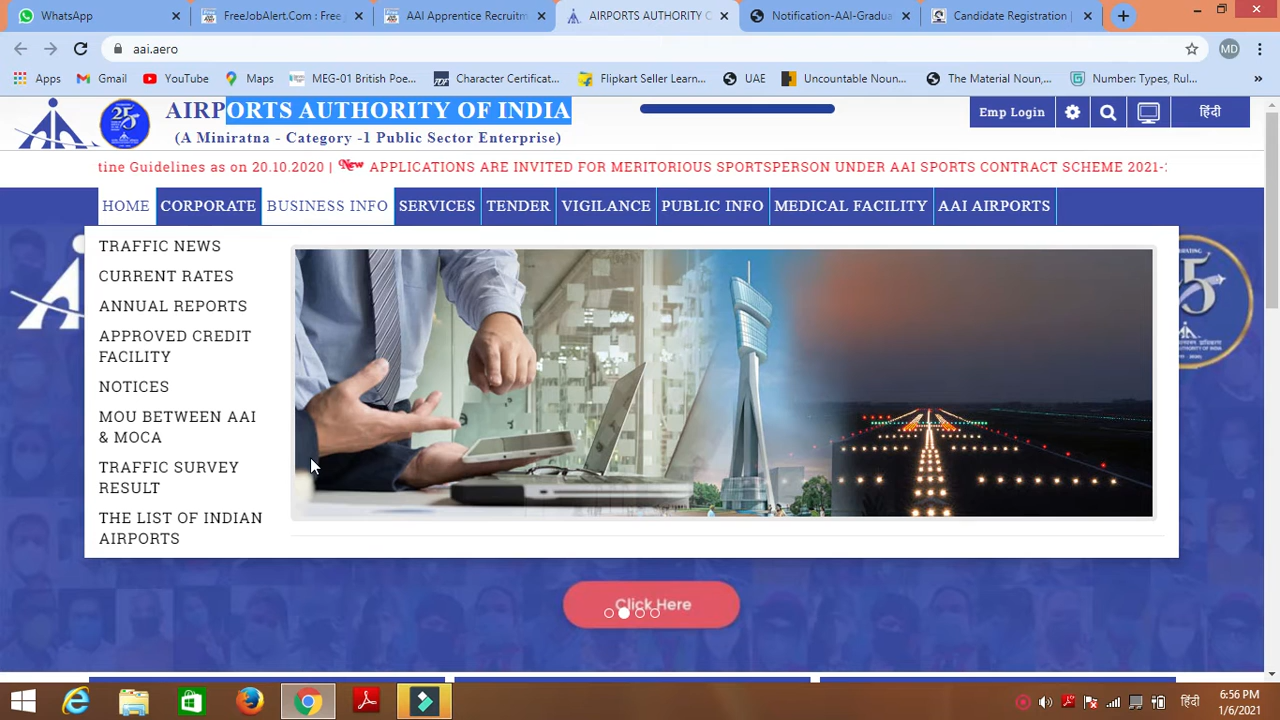 WhatsApp
FreeJobAlert.Com : Free
AAI Apprentice Recruitm
AIRPORTS AUTHORITY O
Notification-AAI-Gradua
Candidate Registration
aai.aero
MD
Apps
Gmail
YouTube
Maps
MEG-01 British Poe...
Character Certificat...
Flipkart Seller Learn...
UAE
Uncountable Noun...
The Material Noun,...
Number: Types, Rul...
25
AIRPORTS AUTHORITY OF INDIA
(A Miniratna - Category -1 Public Sector Enterprise)
Emp Login
हिंदी
tine Guidelines as on 20.10.2020 | New APPLICATIONS ARE INVITED FOR MERITORIOUS SPORTSPERSON UNDER AAI SPORTS CONTRACT SCHEME 2021-
HOME
CORPORATE
BUSINESS INFO
SERVICES
TENDER
VIGILANCE
PUBLIC INFO
MEDICAL FACILITY
AAI AIRPORTS
TRAFFIC NEWS
CURRENT RATES
ANNUAL REPORTS
APPROVED CREDIT
FACILITY
NOTICES
MOU BETWEEN AAI
& MOCA
TRAFFIC SURVEY
RESULT
THE LIST OF INDIAN
AIRPORTS
Click Here
हिंदी
6:56 PM
1/6/2021